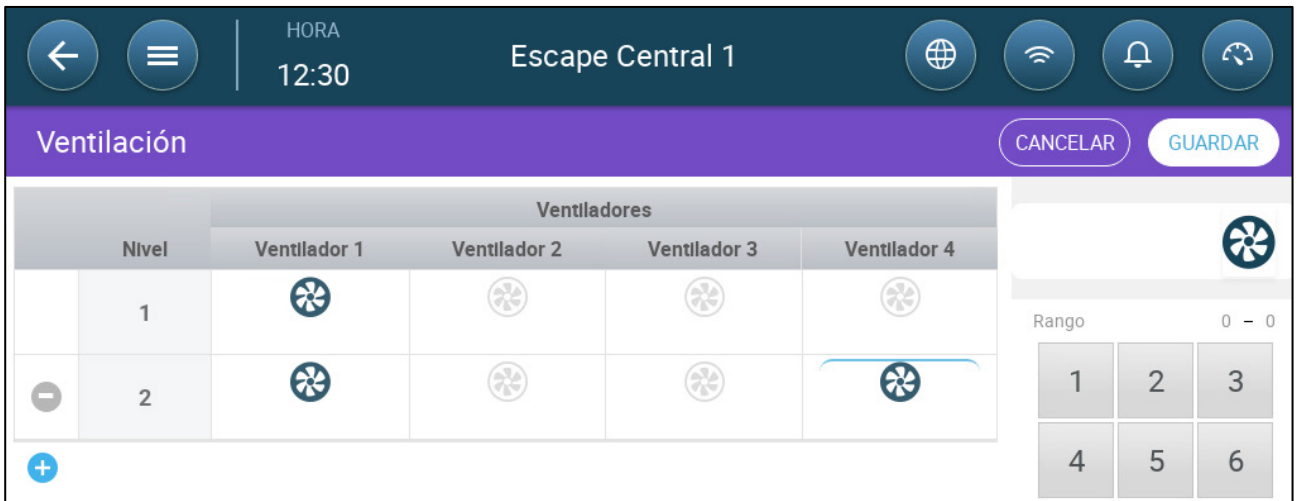 HORA
12:30
Escape Central 1
Ventilación
CANCELAR
GUARDAR
Ventiladores
Nivel Ventilador 1 Ventilador 2 Ventilador 3 Ventilador 4
1
Rango 0 – 0
2
1 2 3
4 5 6